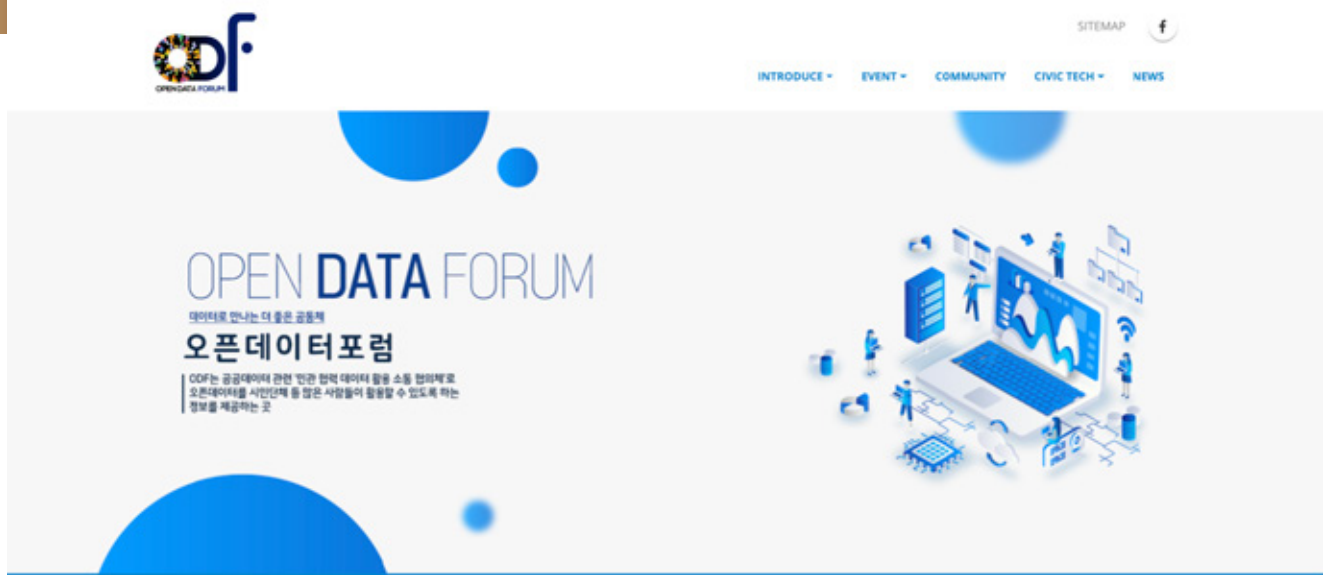 ODf
OPEN DATA FORUM
SITEMAP f
INTRODUCE EVENT COMMUNITY CIVIC TECH NEWS
OPEN DATA FORUM
데이터로 만나는 더 좋은 공동체
오픈데이터포럼
ODF는 공공데이터 관련 '민관 협력 데이터 활용 소통 협의체'로
오픈데이터를 시민단체 등 많은 사람들이 활용할 수 있도록 하는
정보를 제공하는 곳